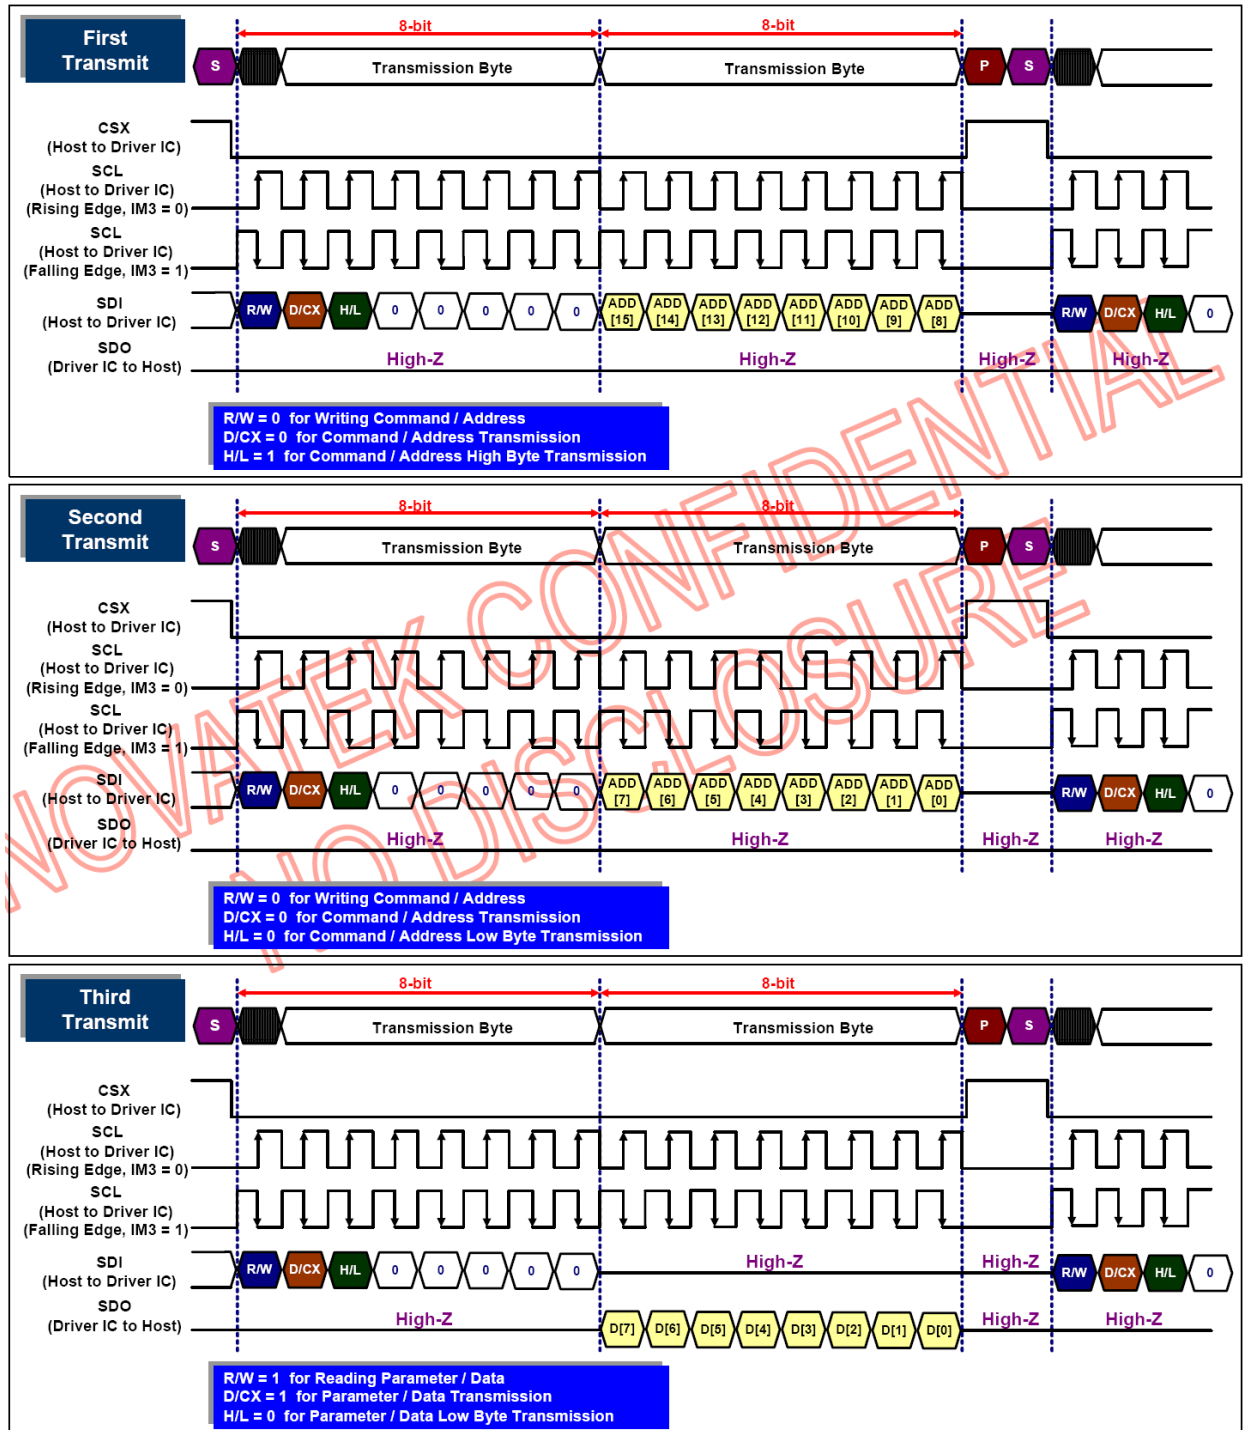 First
Transmit
8-bit 8-bit
S Transmission Byte Transmission Byte P S
CSX
(Host to Driver IC)
SCL
(Host to Driver IC)
(Rising Edge, IM3 = 0)
SCL
(Host to Driver IC)
(Falling Edge, IM3 = 1)
SDI
(Host to Driver IC)
R/W D/CX H/L 0 0 0 0 0 ADD [15] ADD [14] ADD [13] ADD [12] ADD [11] ADD [10] ADD [9] ADD [8] R/W D/CX H/L 0
SDO
(Driver IC to Host)
High-Z High-Z High-Z High-Z
R/W = 0 for Writing Command / Address
D/CX = 0 for Command / Address Transmission
H/L = 1 for Command / Address High Byte Transmission
Second
Transmit
8-bit 8-bit
S Transmission Byte Transmission Byte P S
CSX
(Host to Driver IC)
SCL
(Host to Driver IC)
(Rising Edge, IM3 = 0)
SCL
(Host to Driver IC)
(Falling Edge, IM3 = 1)
SDI
(Host to Driver IC)
R/W D/CX H/L 0 0 0 0 0 ADD [7] ADD [6] ADD [5] ADD [4] ADD [3] ADD [2] ADD [1] ADD [0] R/W D/CX H/L 0
SDO
(Driver IC to Host)
High-Z High-Z High-Z High-Z
R/W = 0 for Writing Command / Address
D/CX = 0 for Command / Address Transmission
H/L = 0 for Command / Address Low Byte Transmission
Third
Transmit
8-bit 8-bit
S Transmission Byte Transmission Byte P S
CSX
(Host to Driver IC)
SCL
(Host to Driver IC)
(Rising Edge, IM3 = 0)
SCL
(Host to Driver IC)
(Falling Edge, IM3 = 1)
SDI
(Host to Driver IC)
R/W D/CX H/L 0 0 0 0 0 High-Z High-Z R/W D/CX H/L 0
SDO
(Driver IC to Host)
High-Z D[7] D[6] D[5] D[4] D[3] D[2] D[1] D[0] High-Z High-Z
R/W = 1 for Reading Parameter / Data
D/CX = 1 for Parameter / Data Transmission
H/L = 0 for Parameter / Data Low Byte Transmission
NOVATEK CONFIDENTIAL
NO DISCLOSURE